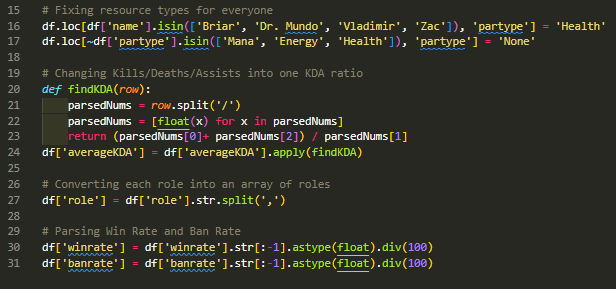 15 # Fixing resource types for everyone
16 df.loc[df['name'].isin(['Briar', 'Dr. Mundo', 'Vladimir', 'Zac']), 'partype'] = 'Health'
17 df.loc[~df['partype'].isin(['Mana', 'Energy', 'Health']), 'partype'] = 'None'
18
19 # Changing Kills/Deaths/Assists into one KDA ratio
20 def findKDA(row):
21     parsedNums = row.split('/')
22     parsedNums = [float(x) for x in parsedNums]
23     return (parsedNums[0]+ parsedNums[2]) / parsedNums[1]
24 df['averageKDA'] = df['averageKDA'].apply(findKDA)
25
26 # Converting each role into an array of roles
27 df['role'] = df['role'].str.split(',')
28
29 # Parsing Win Rate and Ban Rate
30 df['winrate'] = df['winrate'].str[:-1].astype(float).div(100)
31 df['banrate'] = df['banrate'].str[:-1].astype(float).div(100)